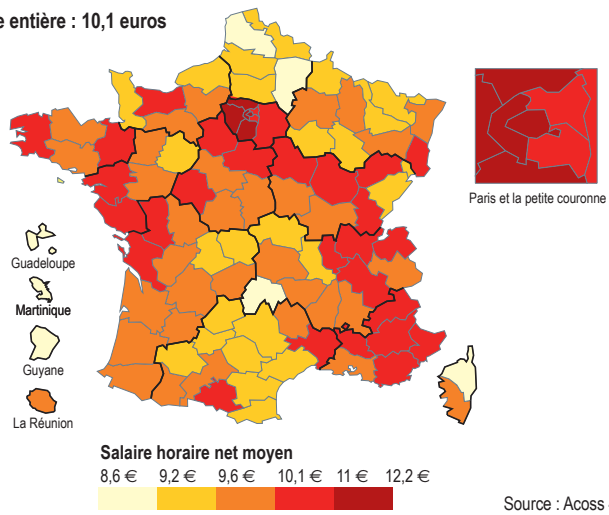 e entière : 10,1 euros
Paris et la petite couronne
Guadeloupe
Martinique
Guyane
La Réunion
Salaire horaire net moyen
8,6 € 9,2 € 9,6 € 10,1 € 11 € 12,2 €
Source : Acoss